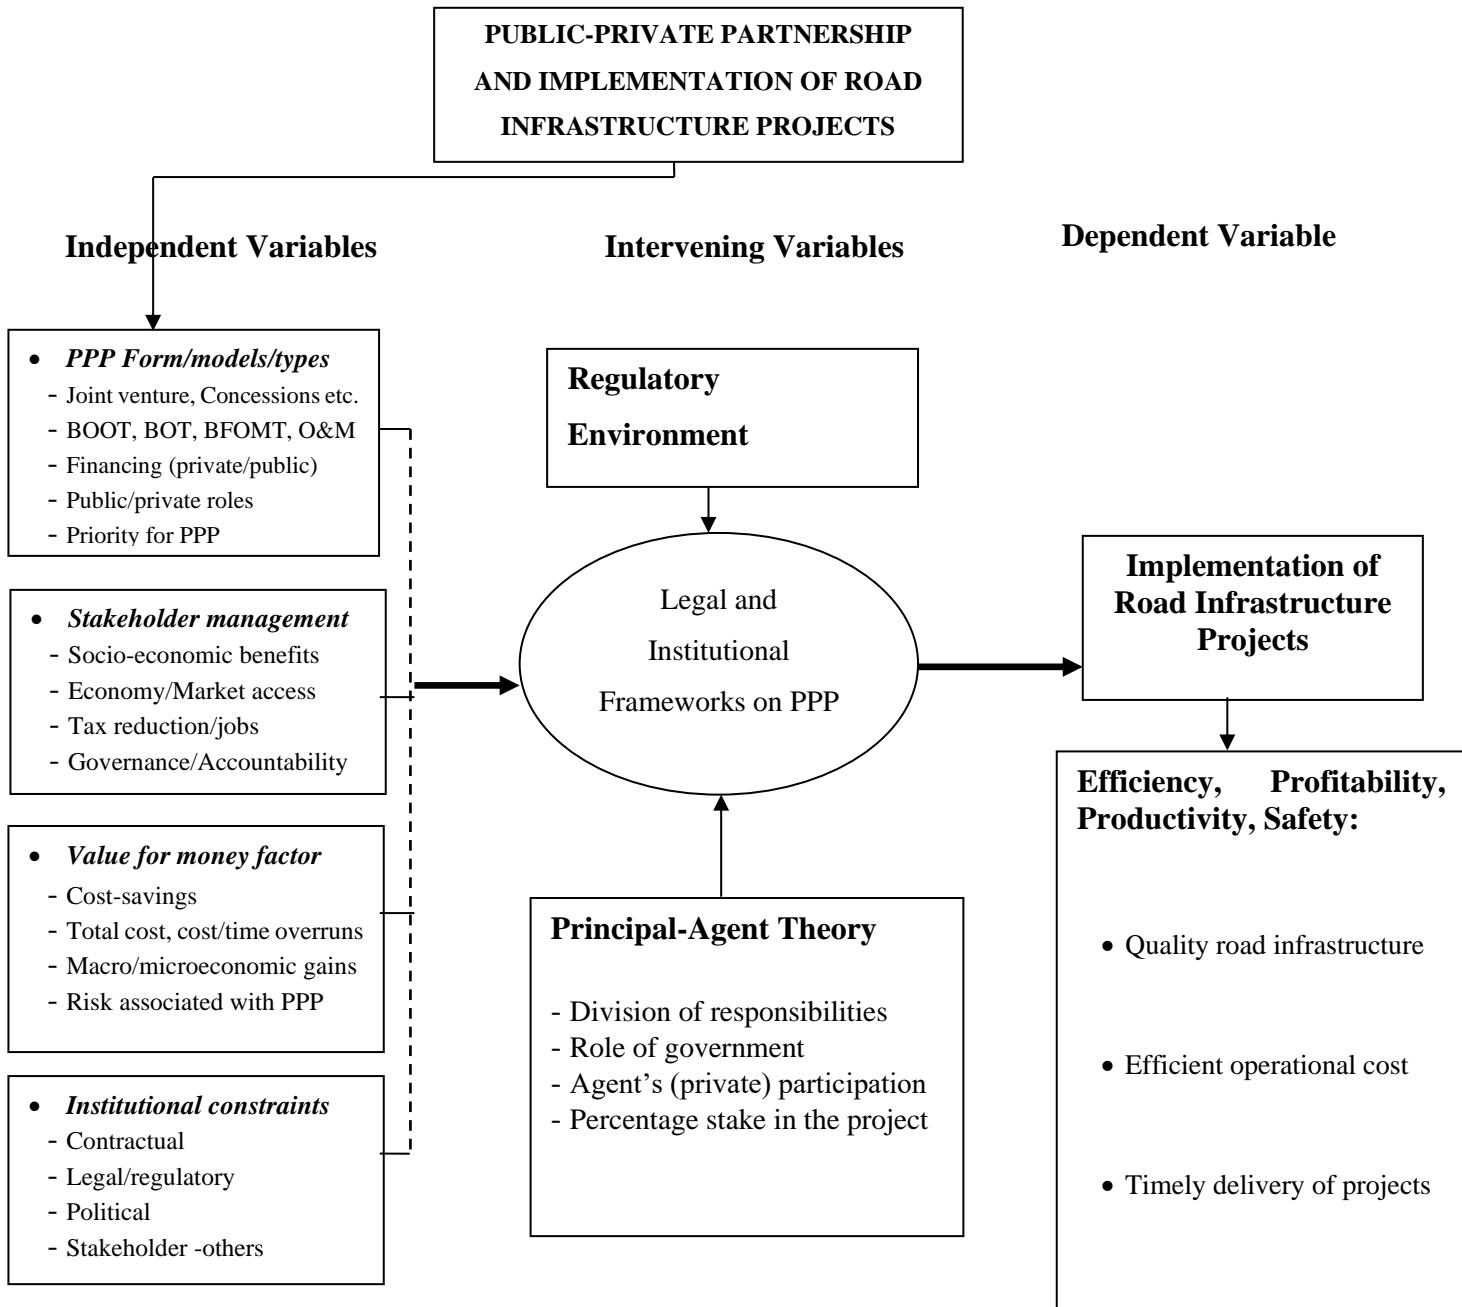 PUBLIC-PRIVATE PARTNERSHIP
AND IMPLEMENTATION OF ROAD
INFRASTRUCTURE PROJECTS
Independent Variables
Intervening Variables
Dependent Variable
• PPP Form/models/types
- Joint venture, Concessions etc.
- BOOT, BOT, BFOMT, O&M
- Financing (private/public)
- Public/private roles
- Priority for PPP
• Stakeholder management
- Socio-economic benefits
- Economy/Market access
- Tax reduction/jobs
- Governance/Accountability
• Value for money factor
- Cost-savings
- Total cost, cost/time overruns
- Macro/microeconomic gains
- Risk associated with PPP
• Institutional constraints
- Contractual
- Legal/regulatory
- Political
- Stakeholder -others
Regulatory
Environment
Legal and
Institutional
Frameworks on PPP
Principal-Agent Theory
- Division of responsibilities
- Role of government
- Agent’s (private) participation
- Percentage stake in the project
Implementation of
Road Infrastructure
Projects
Efficiency, Profitability,
Productivity, Safety:
• Quality road infrastructure
• Efficient operational cost
• Timely delivery of projects